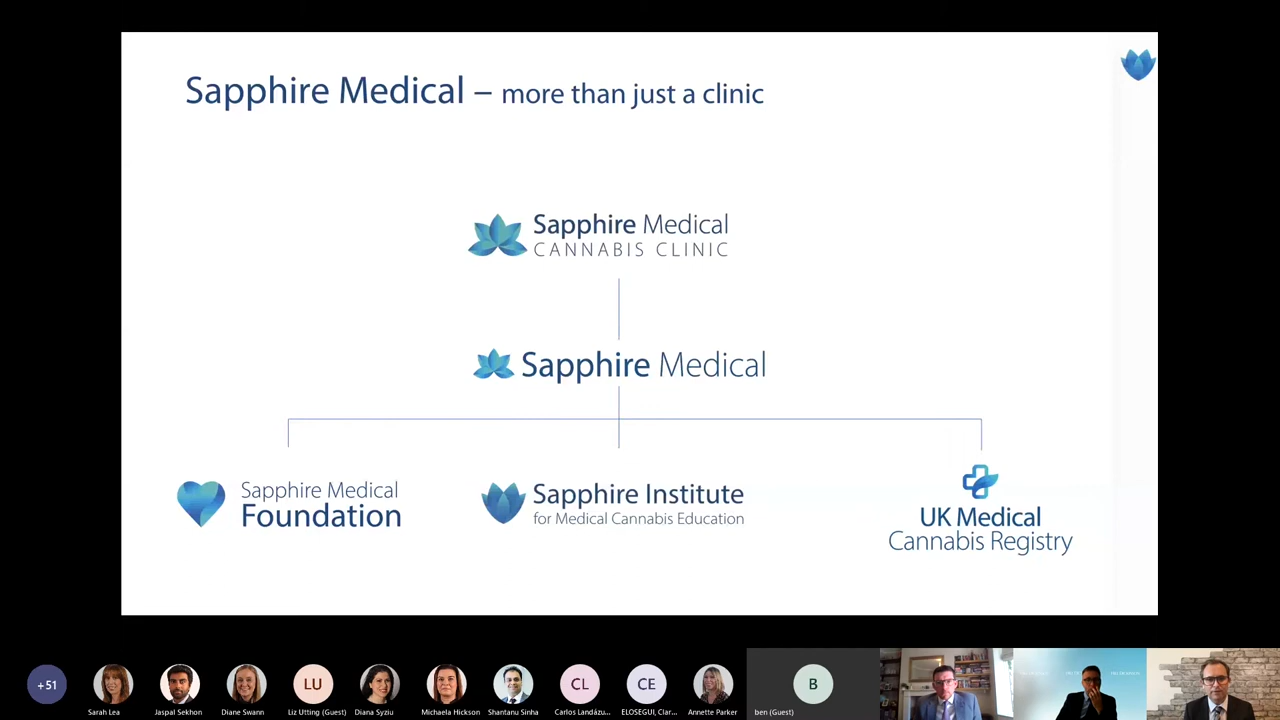 Sapphire Medical – more than just a clinic
Sapphire Medical
CANNABIS CLINIC
Sapphire Medical
Sapphire Medical
Foundation
Sapphire Institute
for Medical Cannabis Education
UK Medical
Cannabis Registry
+51
LU
CL
CE
B
Sarah Lea
Jaspal Sekhon
Diane Swann
Liz Utting (Guest)
Diana Syziu
Michaela Hickson
Shantanu Sinha
Carlos Landázu...
ELOSEGUI, Clar...
Annette Parker
ben (Guest)